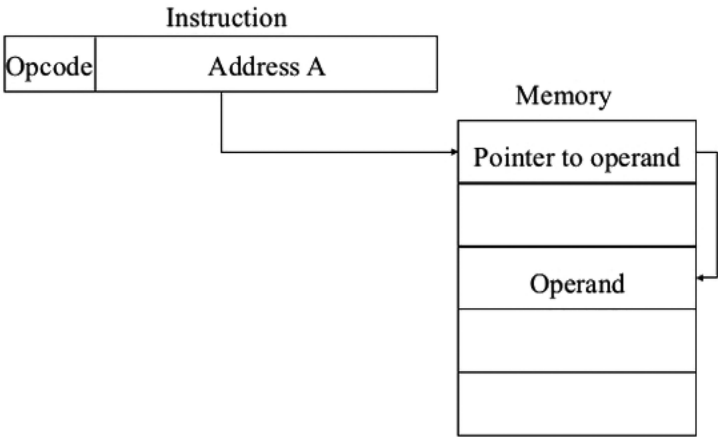 Instruction
Opcode Address A
Memory
Pointer to operand
Operand